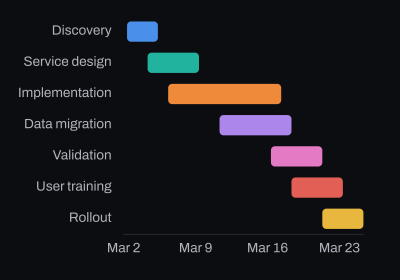 Discovery
Service design
Implementation
Data migration
Validation
User training
Rollout
Mar 2 Mar 9 Mar 16 Mar 23